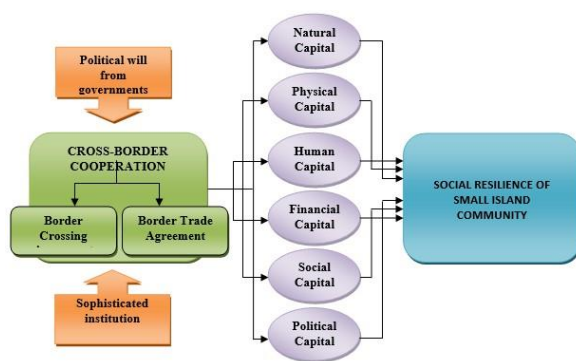 Political will
from
governments
CROSS-BORDER
COOPERATION
Border
Crossing
Border Trade
Agreement
Sophisticated
institution
Natural
Capital
Physical
Capital
Human
Capital
Financial
Capital
Social
Capital
Political
Capital
SOCIAL RESILIENCE OF
SMALL ISLAND
COMMUNITY